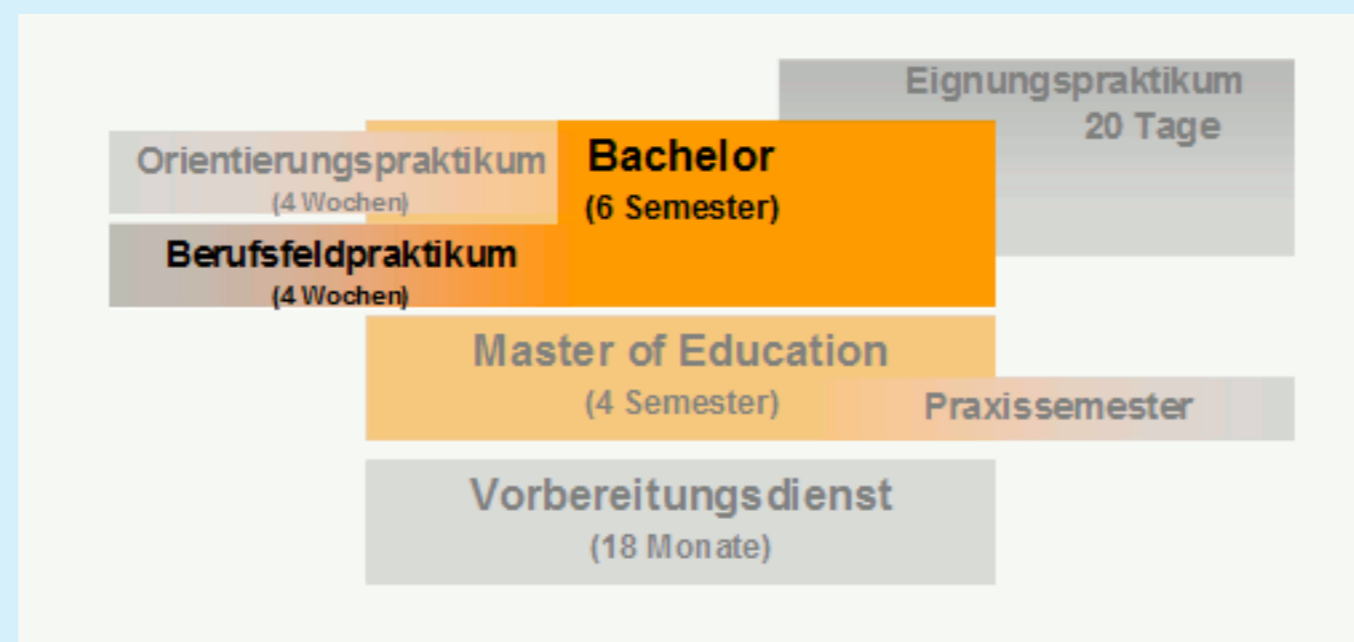 Eignungspraktikum
20 Tage
Orientierungspraktikum
(4 Wochen)
Bachelor
(6 Semester)
Berufsfeldpraktikum
(4 Wochen)
Master of Education
(4 Semester)
Praxissemester
Vorbereitungsdienst
(18 Monate)